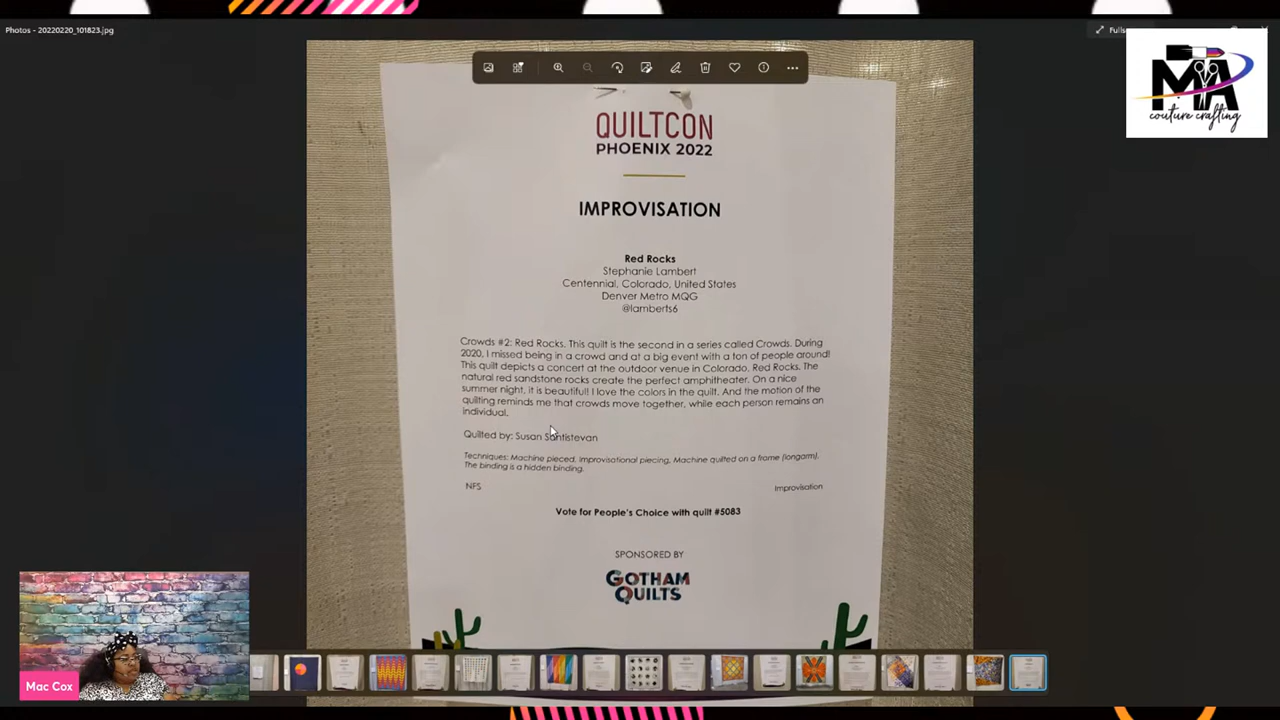 Photos - 20220220_101823.jpg
Fulls
MA
couture crafting
QUILTCON
PHOENIX 2022
IMPROVISATION
Red Rocks
Stephanie Lambert
Centennial, Colorado, United States
Denver Metro MQG
@lamberts6
Crowds #2: Red Rocks. This quilt is the second in a series called Crowds. During
2020, I missed being in a crowd and at a big event with a ton of people around!
This quilt depicts a concert at the outdoor venue in Colorado, Red Rocks. The
natural red sandstone rocks create the perfect amphitheater. On a nice
summer night, it is beautiful! I love the colors in the quilt. And the motion of the
quilting reminds me that crowds move together, while each person remains an
individual.
Quilted by: Susan Santistevan
Techniques: Machine pieced, Improvisational piecing, Machine quilted on a frame (longarm).
The binding is a hidden binding.
NFS
Improvisation
Vote for People's Choice with quilt #5083
SPONSORED BY
GOTHAM
QUILTS
Mac Cox